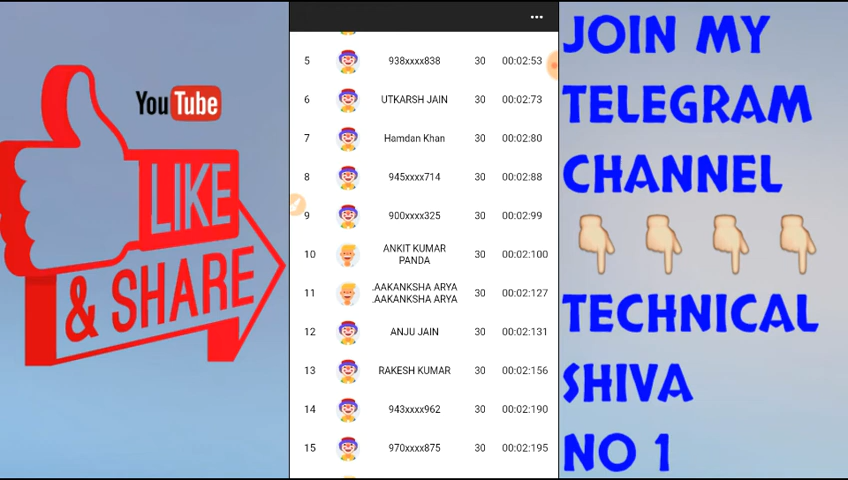 YouTube
LIKE
& SHARE
5 938xxxx838 30 00:02:53
6 UTKARSH JAIN 30 00:02:73
7 Hamdan Khan 30 00:02:80
8 945xxxx714 30 00:02:88
9 900xxxx325 30 00:02:99
10 ANKIT KUMAR PANDA 30 00:02:100
11 .AAKANKSHA ARYA .AAKANKSHA ARYA 30 00:02:127
12 ANJU JAIN 30 00:02:131
13 RAKESH KUMAR 30 00:02:156
14 943xxxx962 30 00:02:190
15 970xxxx875 30 00:02:195
JOIN MY
TELEGRAM
CHANNEL
TECHNICAL
SHIVA
NO 1